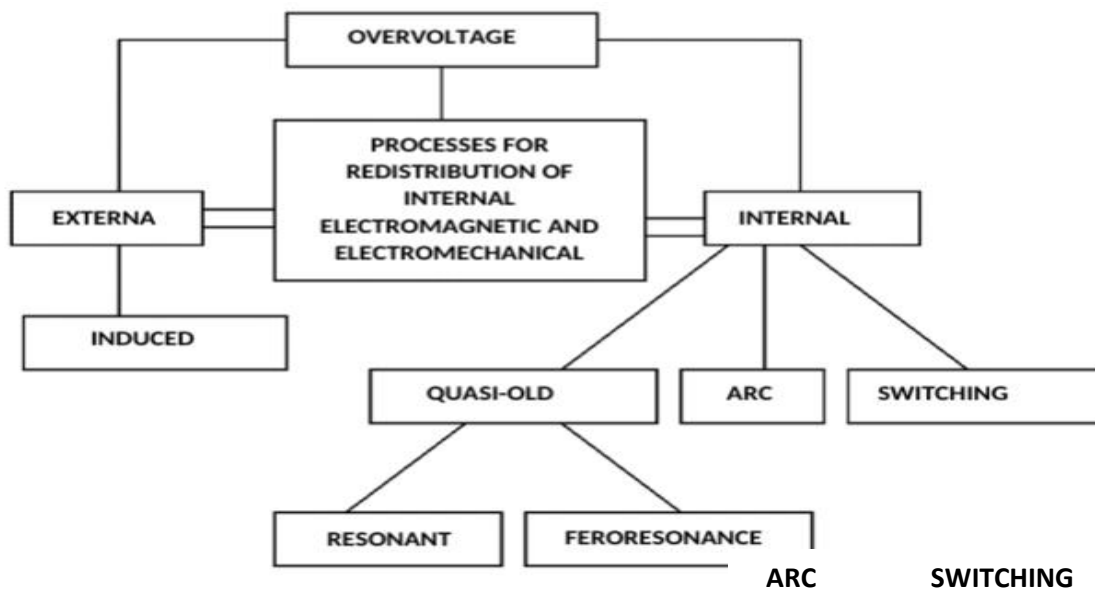 OVERVOLTAGE
PROCESSES FOR
REDISTRIBUTION OF
INTERNAL
ELECTROMAGNETIC AND
ELECTROMECHANICAL
EXTERNA
INTERNAL
INDUCED
QUASI-OLD
ARC
SWITCHING
RESONANT
FERORESONANCE
ARC
SWITCHING